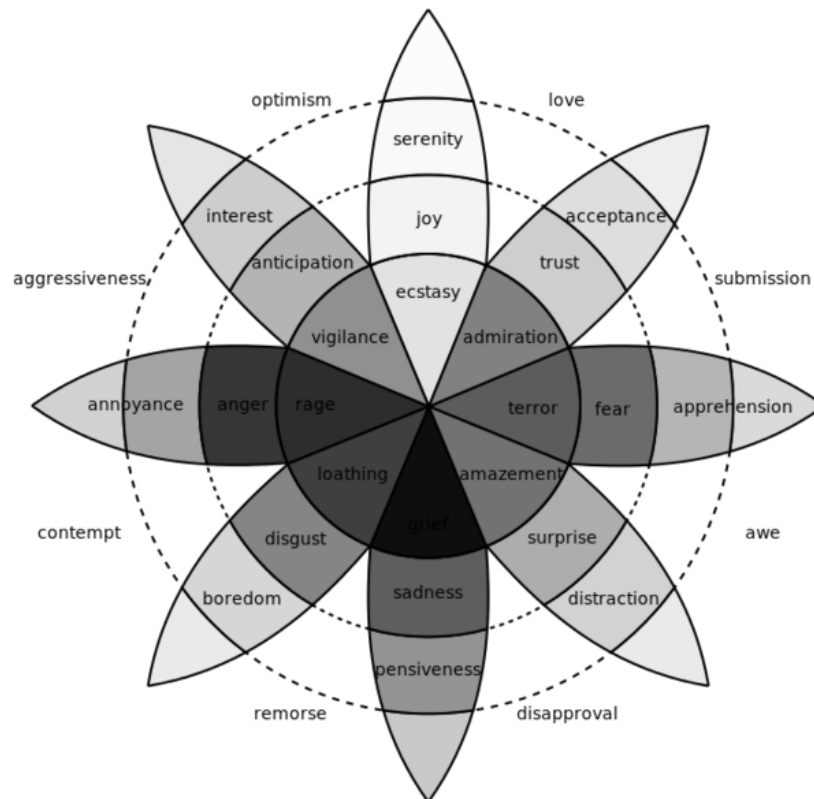 optimism
love
serenity
interest
joy
acceptance
anticipation
trust
aggressiveness
ecstasy
submission
vigilance
admiration
annoyance
anger
rage
terror
fear
apprehension
loathing
amazement
contempt
grief
awe
disgust
surprise
boredom
sadness
distraction
pensiveness
remorse
disapproval